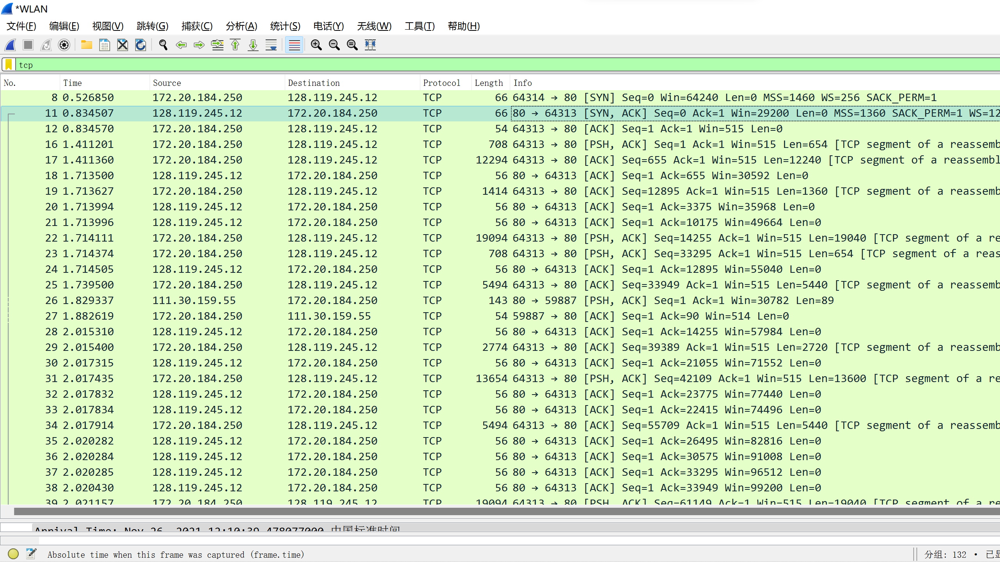 *WLAN
文件(F) 编辑(E) 视图(V) 跳转(G) 捕获(C) 分析(A) 统计(S) 电话(Y) 无线(W) 工具(T) 帮助(H)
tcp
No. Time Source Destination Protocol Length Info
8 0.526850 172.20.184.250 128.119.245.12 TCP 66 64314 → 80 [SYN] Seq=0 Win=64240 Len=0 MSS=1460 WS=256 SACK_PERM=1
11 0.834507 128.119.245.12 172.20.184.250 TCP 66 80 → 64313 [SYN, ACK] Seq=0 Ack=1 Win=29200 Len=0 MSS=1360 SACK_PERM=1 WS=12
12 0.834570 172.20.184.250 128.119.245.12 TCP 54 64313 → 80 [ACK] Seq=1 Ack=1 Win=515 Len=0
16 1.411201 172.20.184.250 128.119.245.12 TCP 708 64313 → 80 [PSH, ACK] Seq=1 Ack=1 Win=515 Len=654 [TCP segment of a reassemb
17 1.411360 172.20.184.250 128.119.245.12 TCP 12294 64313 → 80 [ACK] Seq=655 Ack=1 Win=515 Len=12240 [TCP segment of a reassembl
18 1.713500 128.119.245.12 172.20.184.250 TCP 56 80 → 64313 [ACK] Seq=1 Ack=655 Win=30592 Len=0
19 1.713627 172.20.184.250 128.119.245.12 TCP 1414 64313 → 80 [ACK] Seq=12895 Ack=1 Win=515 Len=1360 [TCP segment of a reassemb
20 1.713994 128.119.245.12 172.20.184.250 TCP 56 80 → 64313 [ACK] Seq=1 Ack=3375 Win=35968 Len=0
21 1.713996 128.119.245.12 172.20.184.250 TCP 56 80 → 64313 [ACK] Seq=1 Ack=10175 Win=49664 Len=0
22 1.714111 172.20.184.250 128.119.245.12 TCP 19094 64313 → 80 [PSH, ACK] Seq=14255 Ack=1 Win=515 Len=19040 [TCP segment of a re
23 1.714374 172.20.184.250 128.119.245.12 TCP 708 64313 → 80 [PSH, ACK] Seq=33295 Ack=1 Win=515 Len=654 [TCP segment of a reas
24 1.714505 128.119.245.12 172.20.184.250 TCP 56 80 → 64313 [ACK] Seq=1 Ack=12895 Win=55040 Len=0
25 1.739500 172.20.184.250 128.119.245.12 TCP 5494 64313 → 80 [ACK] Seq=33949 Ack=1 Win=515 Len=5440 [TCP segment of a reassemb
26 1.829337 111.30.159.55 172.20.184.250 TCP 143 80 → 59887 [PSH, ACK] Seq=1 Ack=1 Win=30782 Len=89
27 1.882619 172.20.184.250 111.30.159.55 TCP 54 59887 → 80 [ACK] Seq=1 Ack=90 Win=514 Len=0
28 2.015310 128.119.245.12 172.20.184.250 TCP 56 80 → 64313 [ACK] Seq=1 Ack=14255 Win=57984 Len=0
29 2.015400 172.20.184.250 128.119.245.12 TCP 2774 64313 → 80 [ACK] Seq=39389 Ack=1 Win=515 Len=2720 [TCP segment of a reassemb
30 2.017315 128.119.245.12 172.20.184.250 TCP 56 80 → 64313 [ACK] Seq=1 Ack=21055 Win=71552 Len=0
31 2.017435 172.20.184.250 128.119.245.12 TCP 13654 64313 → 80 [PSH, ACK] Seq=42109 Ack=1 Win=515 Len=13600 [TCP segment of a re
32 2.017832 128.119.245.12 172.20.184.250 TCP 56 80 → 64313 [ACK] Seq=1 Ack=23775 Win=77440 Len=0
33 2.017834 128.119.245.12 172.20.184.250 TCP 56 80 → 64313 [ACK] Seq=1 Ack=22415 Win=74496 Len=0
34 2.017914 172.20.184.250 128.119.245.12 TCP 5494 64313 → 80 [ACK] Seq=55709 Ack=1 Win=515 Len=5440 [TCP segment of a reassemb
35 2.020282 128.119.245.12 172.20.184.250 TCP 56 80 → 64313 [ACK] Seq=1 Ack=26495 Win=82816 Len=0
36 2.020284 128.119.245.12 172.20.184.250 TCP 56 80 → 64313 [ACK] Seq=1 Ack=30575 Win=91008 Len=0
37 2.020285 128.119.245.12 172.20.184.250 TCP 56 80 → 64313 [ACK] Seq=1 Ack=33295 Win=96512 Len=0
38 2.020430 128.119.245.12 172.20.184.250 TCP 56 80 → 64313 [ACK] Seq=1 Ack=33949 Win=99200 Len=0
39 2.021157 172.20.184.250 128.119.245.12 TCP 19094 64313 → 80 [PSH, ACK] Seq=61149 Ack=1 Win=515 Len=19040 [TCP segment of a re
Arrival Time: Nov 26, 2021 12:10:39.478077000 中国标准时间
Absolute time when this frame was captured (frame.time)
分组: 132 · 已显